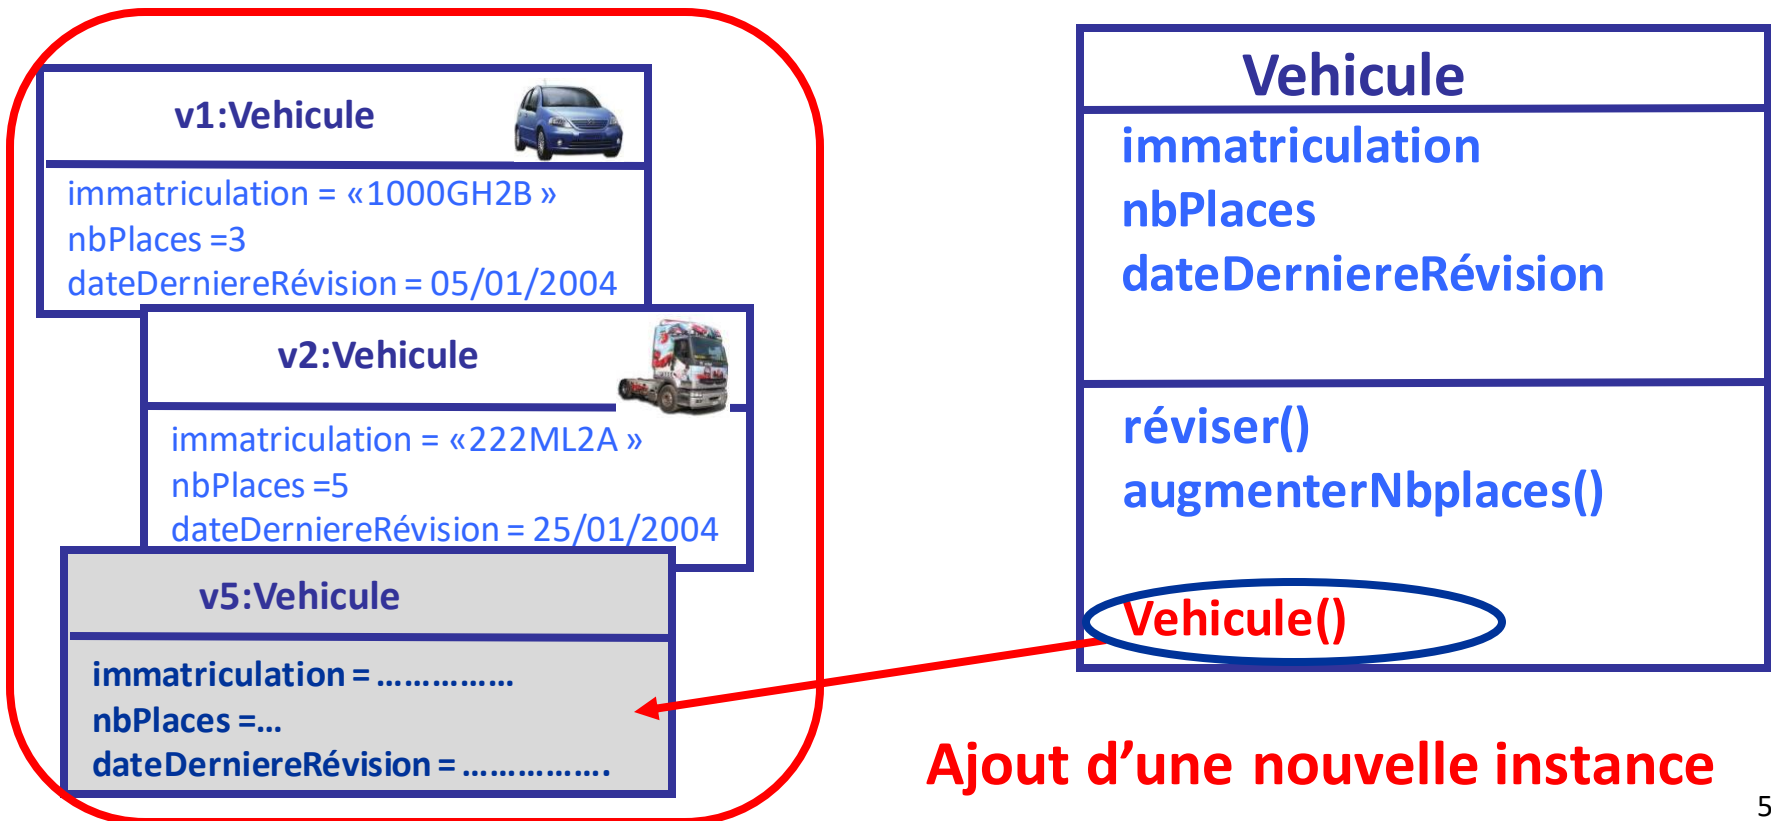 v1:Vehicule
immatriculation = «1000GH2B »
nbPlaces =3
dateDerniereRévision = 05/01/2004
v2:Vehicule
immatriculation = «222ML2A »
nbPlaces =5
dateDerniereRévision = 25/01/2004
v5:Vehicule
immatriculation = ……………
nbPlaces =…
dateDerniereRévision = …………….
Vehicule
immatriculation
nbPlaces
dateDerniereRévision
réviser()
augmenterNbplaces()
Vehicule()
Ajout d’une nouvelle instance
5